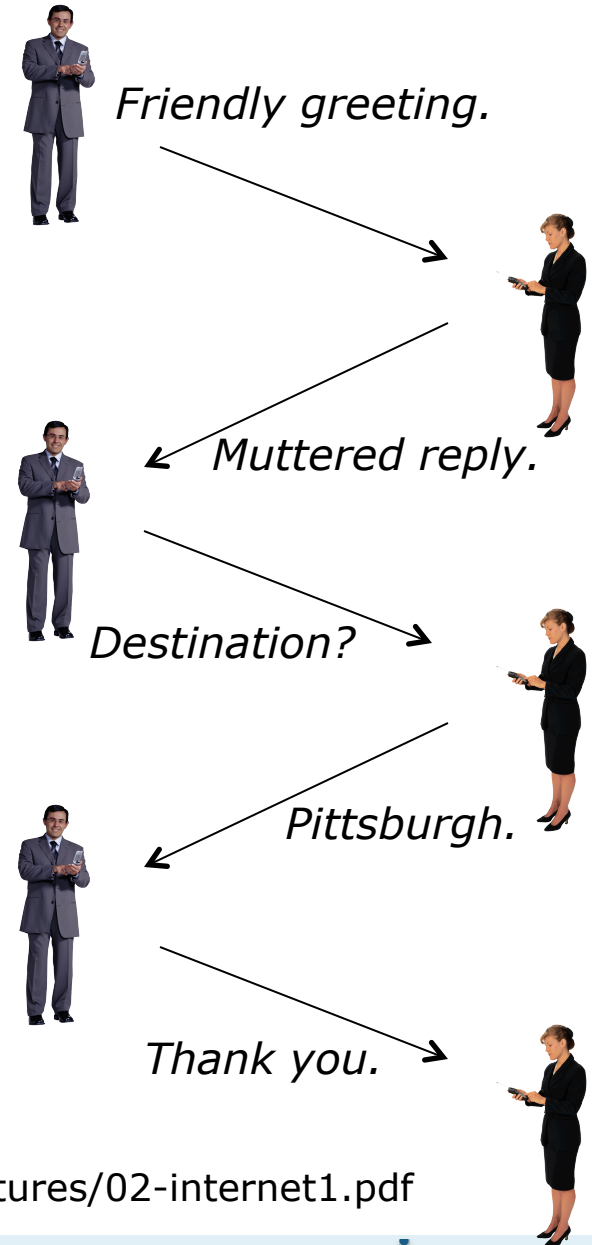 Friendly greeting.
Muttered reply.
Destination?
Pittsburgh.
Thank you.
tures/02-internet1.pdf